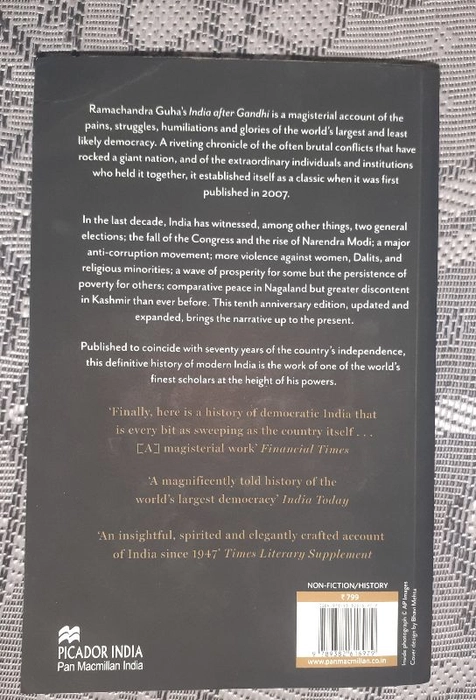 Ramachandra Guha's India after Gandhi is a magisterial account of the
pains, struggles, humiliations and glories of the world's largest and least
likely democracy. A riveting chronicle of the often brutal conflicts that have
rocked a giant nation, and of the extraordinary individuals and institutions
who held it together, it established itself as a classic when it was first
published in 2007.
In the last decade, India has witnessed, among other things, two general
elections; the fall of the Congress and the rise of Narendra Modi; a major
anti-corruption movement; more violence against women, Dalits, and
religious minorities; a wave of prosperity for some but the persistence of
poverty for others; comparative peace in Nagaland but greater discontent
in Kashmir than ever before. This tenth anniversary edition, updated and
expanded, brings the narrative up to the present.
Published to coincide with seventy years of the country's independence,
this definitive history of modern India is the work of one of the world's
finest scholars at the height of his powers.
'Finally, here is a history of democratic India that
is every bit as sweeping as the country itself . . .
[A] magisterial work' Financial Times
'A magnificently told history of the
world's largest democracy' India Today
'An insightful, spirited and elegantly crafted account
of India since 1947' Times Literary Supplement
NON-FICTION/HISTORY
₹799
www.panmacmillan.co.in
Inside photograph © AP Images
Cover design by Bhavi Mehta
PICADOR INDIA
Pan Macmillan India